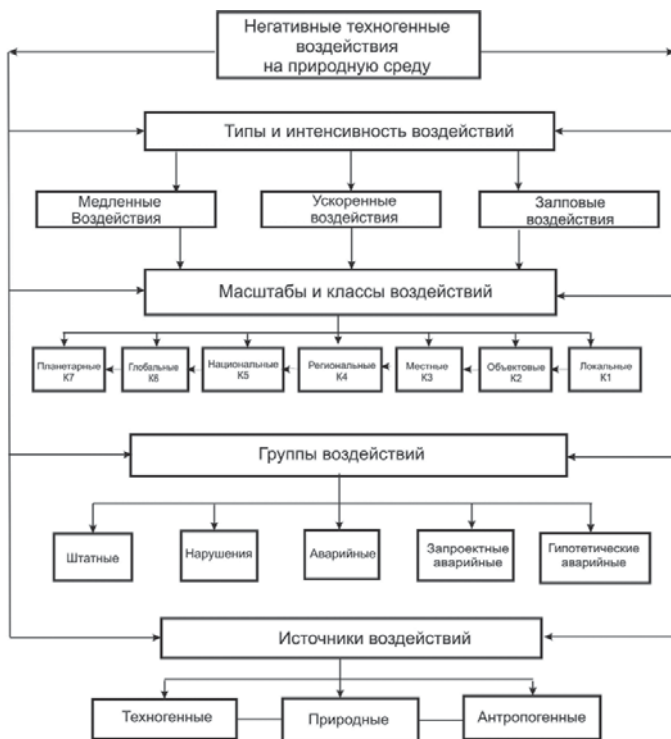 Негативные техногенные
воздействия
на природную среду
Типы и интенсивность воздействий
Медленные
Воздействия
Ускоренные
воздействия
Залповые
воздействия
Масштабы и классы воздействий
Планетарные
К7
Глобальные
К6
Национальные
К5
Региональные
К4
Местные
К3
Объектовые
К2
Локальные
К1
Группы воздействий
Штатные
Нарушения
Аварийные
Запроектные
аварийные
Гипотетические
аварийные
Источники воздействий
Техногенные
Природные
Антропогенные